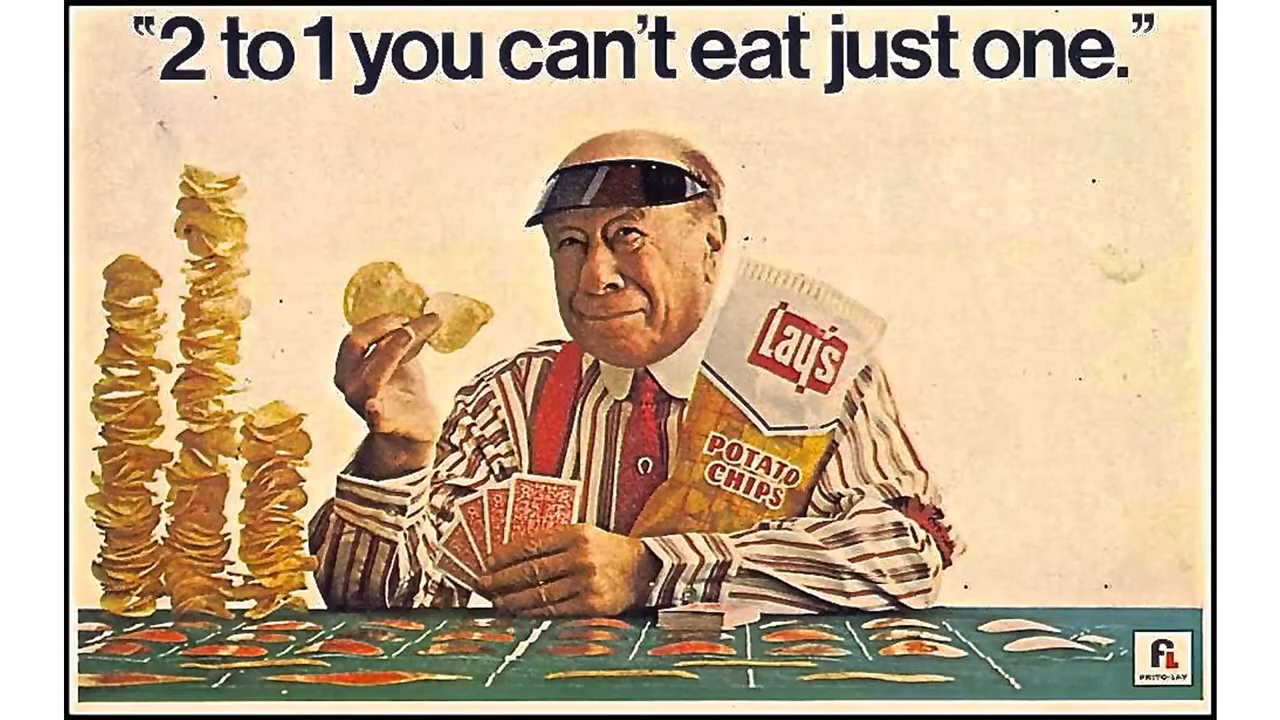 “2 to 1 you can’t eat just one.”
Lay's
POTATO
CHIPS
FL
FRITO-LAY